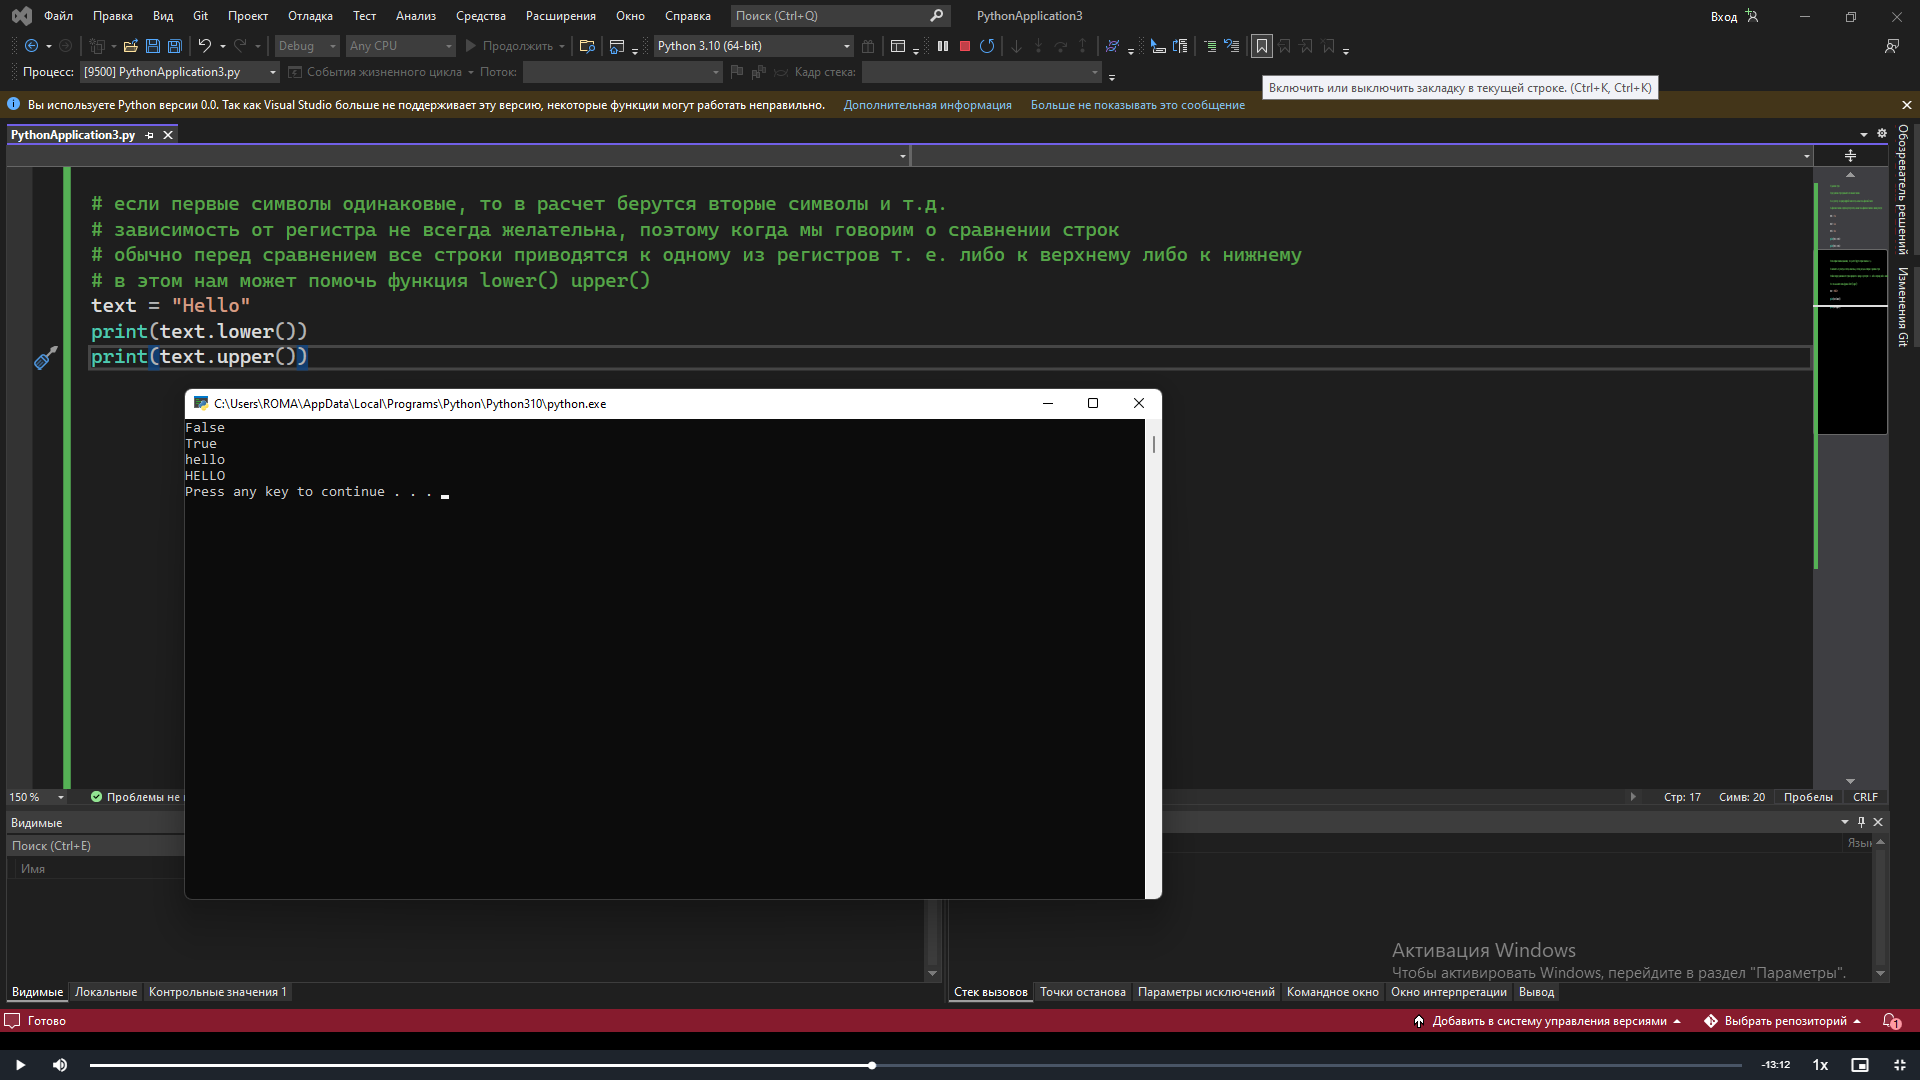 Файл Правка Вид Git Проект Отладка Тест Анализ Средства Расширения Окно Справка Поиск (Ctrl+Q) PythonApplication3 Вход
Debug Any CPU Продолжить Python 3.10 (64-bit)
Процесс: [9500] PythonApplication3.py События жизненного цикла Поток: Кадр стека:
Включить или выключить закладку в текущей строке. (Ctrl+K, Ctrl+K)
Вы используете Python версии 0.0. Так как Visual Studio больше не поддерживает эту версию, некоторые функции могут работать неправильно. Дополнительная информация Больше не показывать это сообщение
PythonApplication3.py
Обозреватель решений
Изменения Git
# если первые символы одинаковые, то в расчет берутся вторые символы и т.д.
# зависимость от регистра не всегда желательна, поэтому когда мы говорим о сравнении строк
# обычно перед сравнением все строки приводятся к одному из регистров т. е. либо к верхнему либо к нижнему
# в этом нам может помочь функция lower() upper()
text = "Hello"
print(text.lower())
print(text.upper())
C:\Users\ROMA\AppData\Local\Programs\Python\Python310\python.exe
False
True
hello
HELLO
Press any key to continue . . .
150 % Проблемы не Стр: 17 Симв: 20 Пробелы CRLF
Видимые
Поиск (Ctrl+E)
Имя
Язык
Активация Windows
Чтобы активировать Windows, перейдите в раздел "Параметры".
Видимые Локальные Контрольные значения 1 Стек вызовов Точки останова Параметры исключений Командное окно Окно интерпретации Вывод
Готово Добавить в систему управления версиями Выбрать репозиторий 1
-13:12 1x